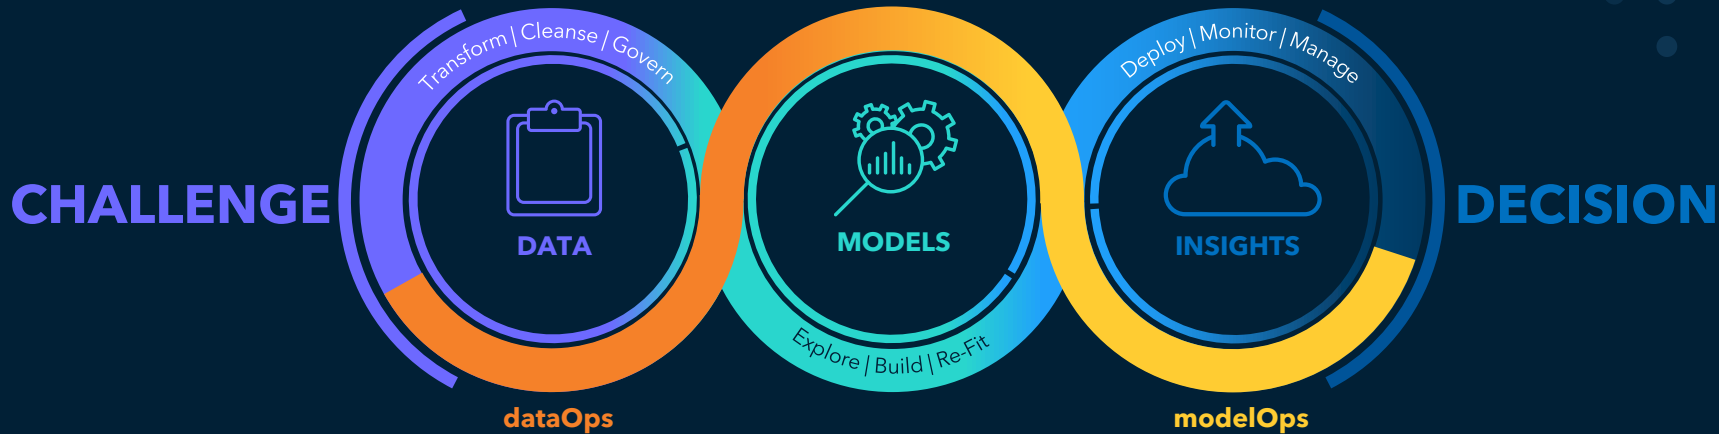 CHALLENGE
Transform | Cleanse | Govern
DATA
dataOps
MODELS
Explore | Build | Re-Fit
Deploy | Monitor | Manage
INSIGHTS
modelOps
DECISION